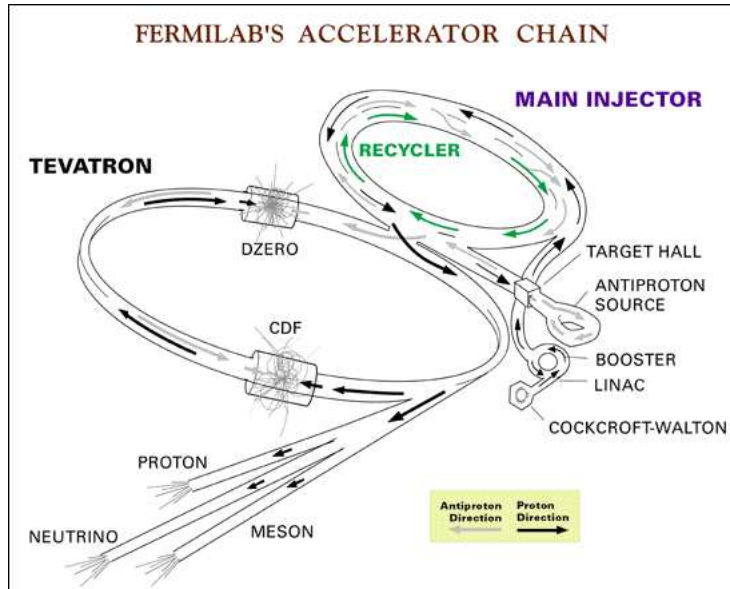 FERMILAB'S ACCELERATOR CHAIN
MAIN INJECTOR
RECYCLER
TEVATRON
DZERO
TARGET HALL
ANTIPROTON
SOURCE
CDF
BOOSTER
LINAC
COCKCROFT-WALTON
PROTON
NEUTRINO
MESON
Antiproton
Direction
Proton
Direction